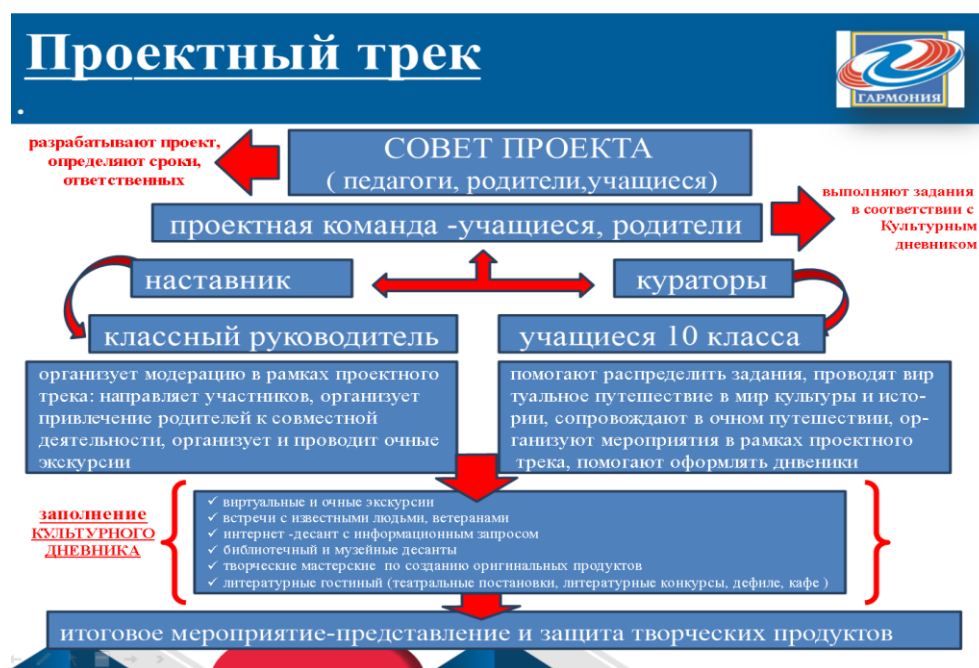 Проектный трек
.
ГАРМОНИЯ
разрабатывают проект,
определяют сроки,
ответственных
СОВЕТ ПРОЕКТА
( педагоги, родители,учащиеся)
проектная команда -учащиеся, родители
выполняют задания
в соответствии с
Культурным
дневником
наставник
кураторы
классный руководитель
учащиеся 10 класса
организует модерацию в рамках проектного
трека: направляет участников, организует
привлечение родителей к совместной
деятельности, организует и проводит очные
экскурсии
помогают распределить задания, проводят вир
туальное путешествие в мир культуры и исто-
рии, сопровождают в очном путешествии, ор-
ганизуют мероприятия в рамках проектного
трека, помогают оформлять днвеники
заполнение
КУЛЬТУРНОГО
ДНЕВНИКА
✓ виртуальные и очные экскурсии
✓ встречи с известными людьми, ветеранами
✓ интернет -десант с информационным запросом
✓ библиотечный и музейные десанты
✓ творческие мастерские по созданию оригинальных продуктов
✓ литературные гостиный (театральные постановки, литературные конкурсы, дефиле, кафе )
итоговое мероприятие-представление и защита творческих продуктов